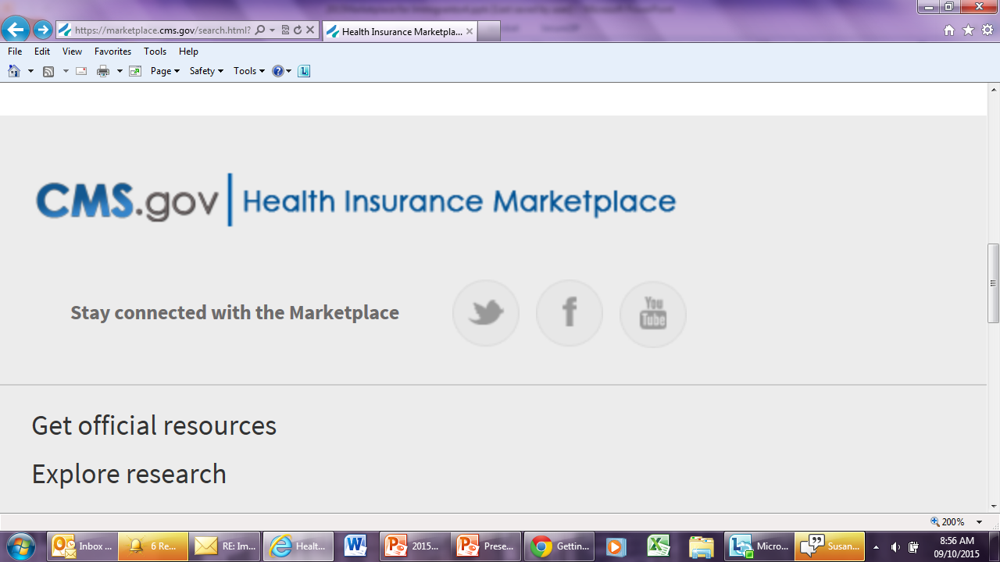 https://marketplace.cms.gov/search.html?
Health Insurance Marketpla...
File Edit View Favorites Tools Help
Page Safety Tools
CMS.gov | Health Insurance Marketplace
Stay connected with the Marketplace
f
You Tube
Get official resources
Explore research
200%
Inbox ...
6 Re...
RE: Im...
Healt...
2015...
Prese...
Gettin...
Micro...
Susan...
8:56 AM
09/10/2015